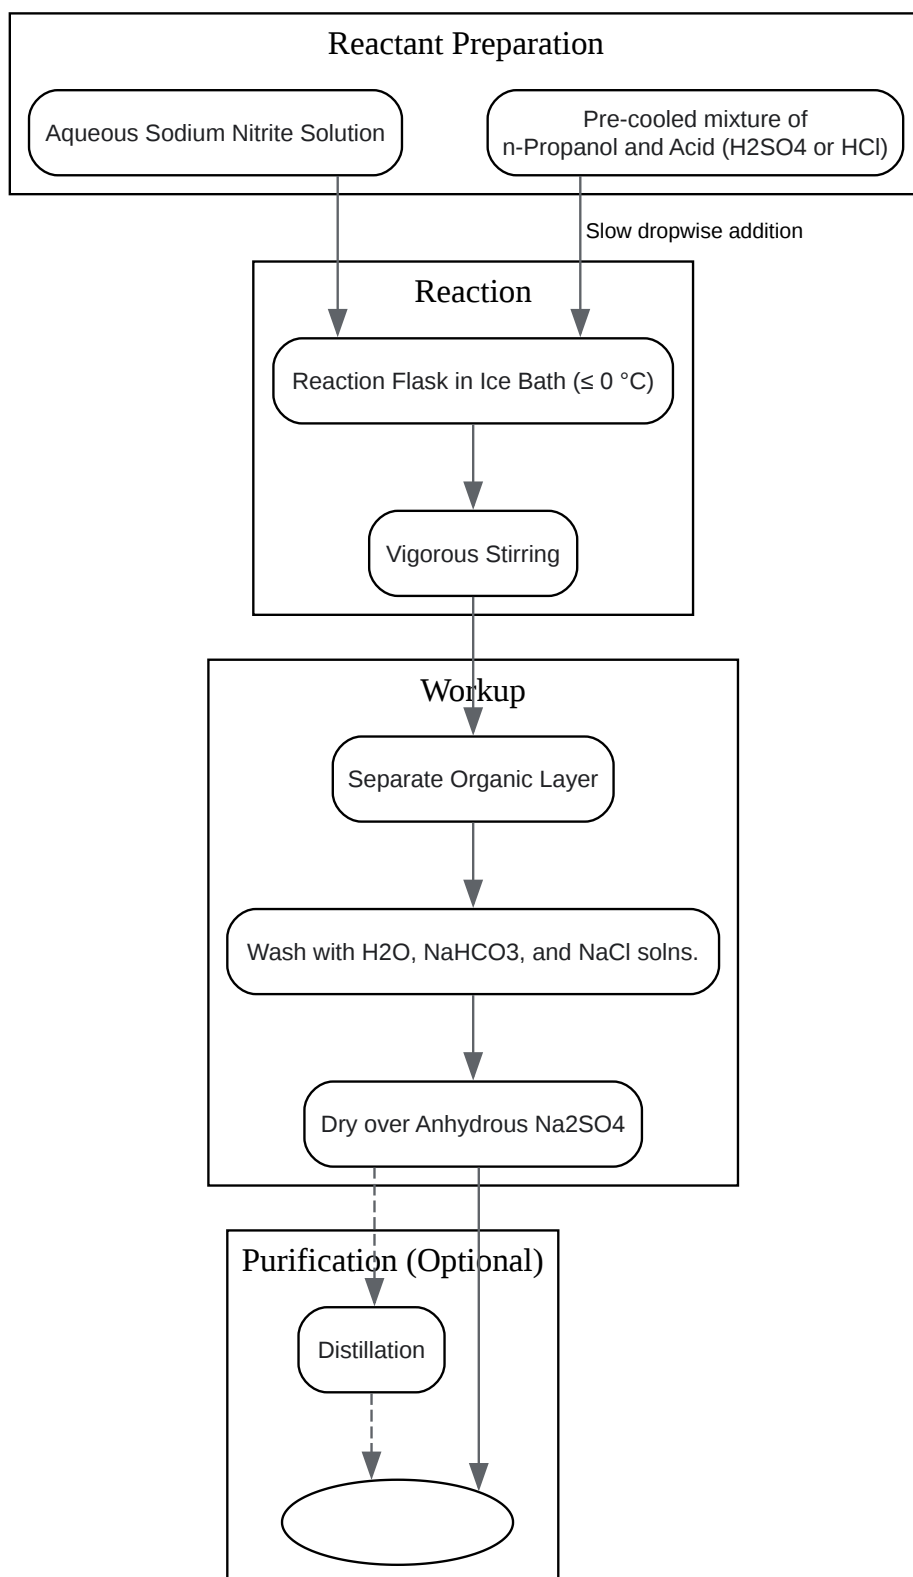 Reactant Preparation
Aqueous Sodium Nitrite Solution
Pre-cooled mixture of
n-Propanol and Acid (H2SO4 or HCl)
Slow dropwise addition
Reaction
Reaction Flask in Ice Bath (≤ 0 °C)
Vigorous Stirring
Workup
Separate Organic Layer
Wash with H2O, NaHCO3, and NaCl solns.
Dry over Anhydrous Na2SO4
Purification (Optional)
Distillation